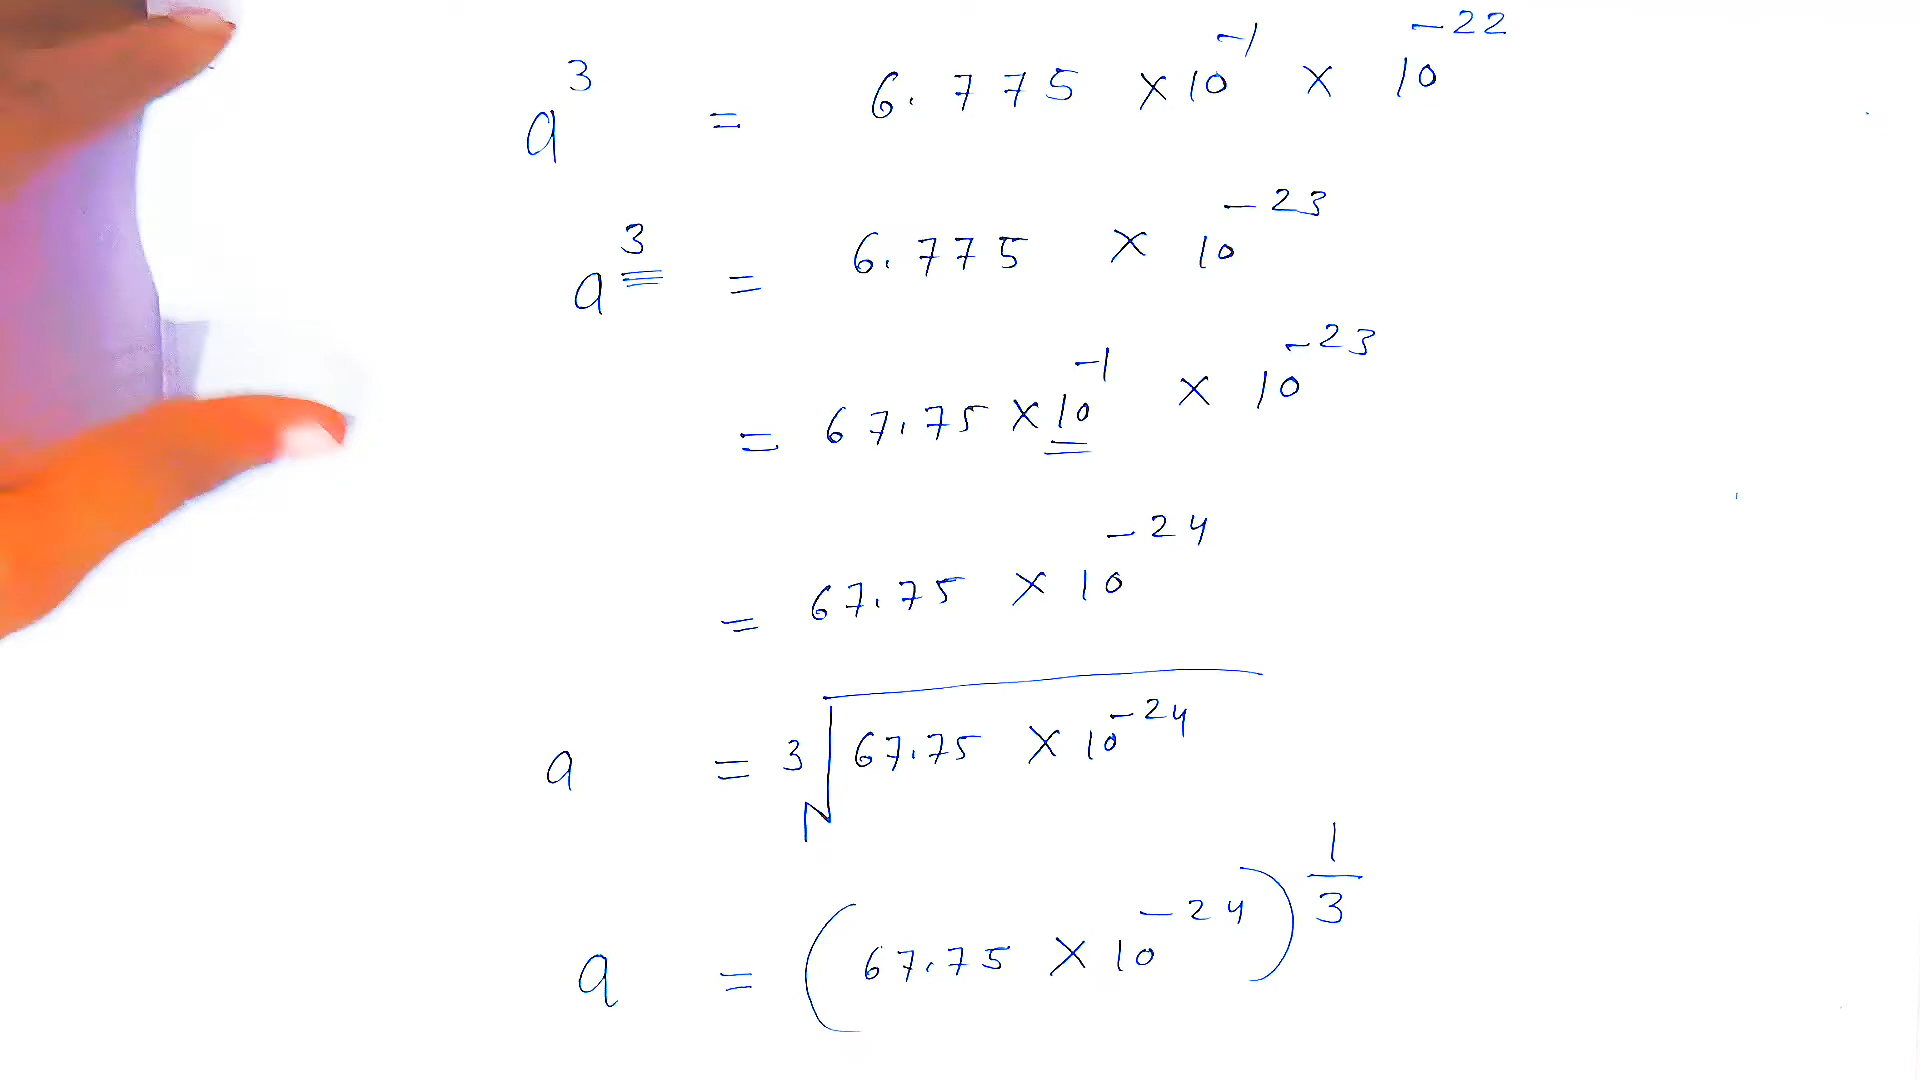 a³ = 6.775 × 10⁻¹ × 10⁻²²
a³ = 6.775 × 10⁻²³
= 67.75 × 10⁻¹ × 10⁻²³
= 67.75 × 10⁻²⁴
a = ³√(67.75 × 10⁻²⁴)
a = (67.75 × 10⁻²⁴)^(1/3)